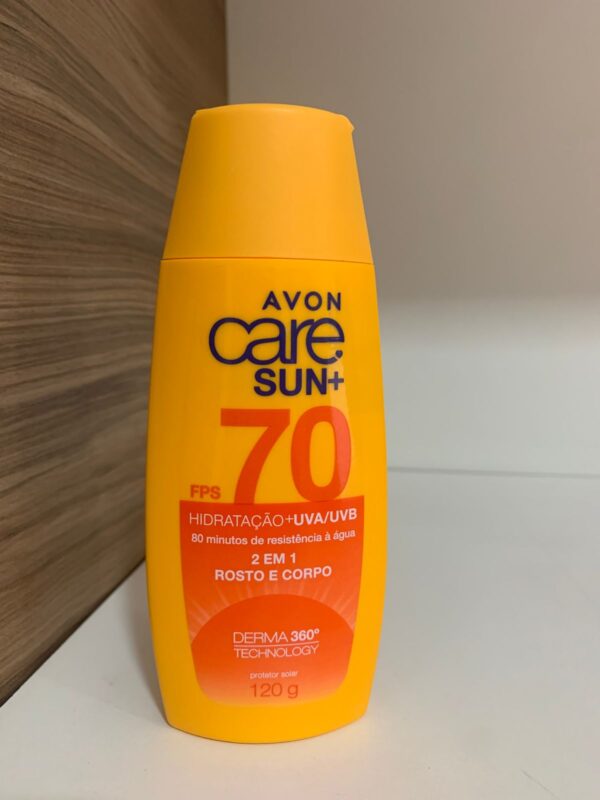 AVON
care
SUN+
70
FPS
HIDRATAÇÃO+UVA/UVB
80 minutos de resistência à água
2 EM 1
ROSTO E CORPO
DERMA 360º
TECHNOLOGY
protetor solar
120 g